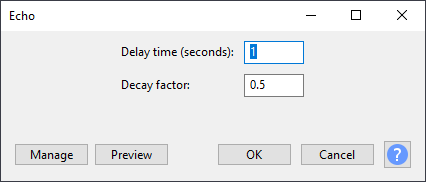 Echo
Delay time (seconds): 1
Decay factor: 0.5
Manage Preview OK Cancel ?